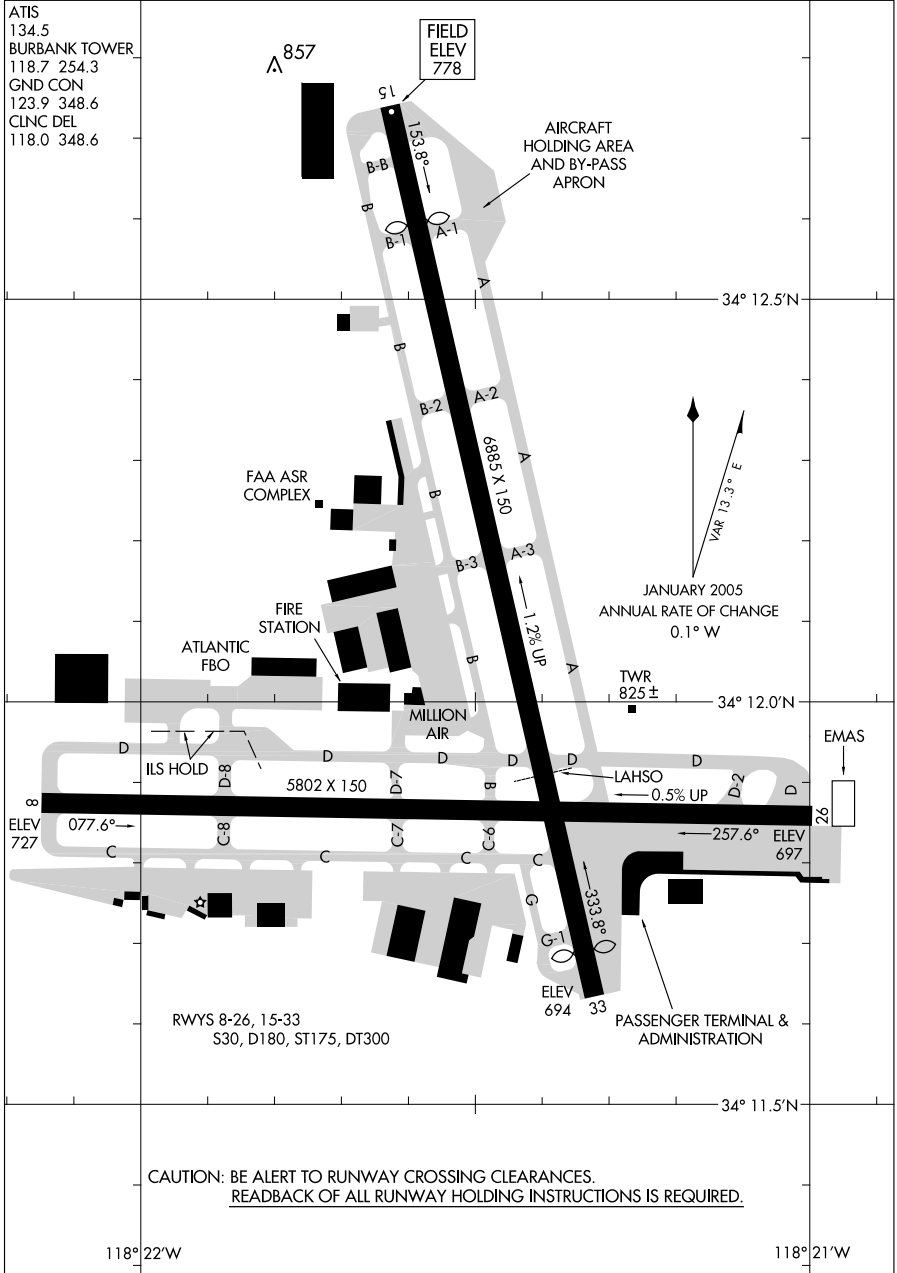 ATIS
134.5
BURBANK TOWER
118.7 254.3
GND CON
123.9 348.6
CLNC DEL
118.0 348.6
857
FIELD
ELEV
778
15
153.8°
AIRCRAFT
HOLDING AREA
AND BY-PASS
APRON
B-B
B
B-1
A-1
A
34° 12.5'N
B
B-2
A-2
6885 X 150
A
VAR 13.3° E
FAA ASR
COMPLEX
B
B-3
A-3
JANUARY 2005
ANNUAL RATE OF CHANGE
0.1° W
1.2% UP
FIRE
STATION
ATLANTIC
FBO
B
A
TWR
825 ±
34° 12.0'N
MILLION
AIR
EMAS
D
D
D
D
D
D
ILS HOLD
LAHSO
D-8
5802 X 150
D-7
B
0.5% UP
D-2
D
8
26
ELEV
727
077.6°
C-8
C-7
C-6
257.6°
ELEV
697
C
C
C
C
G
333.8°
G-1
ELEV
694
33
RWYS 8-26, 15-33
S30, D180, ST175, DT300
PASSENGER TERMINAL &
ADMINISTRATION
34° 11.5'N
CAUTION: BE ALERT TO RUNWAY CROSSING CLEARANCES.
READBACK OF ALL RUNWAY HOLDING INSTRUCTIONS IS REQUIRED.
118° 22'W
118° 21'W